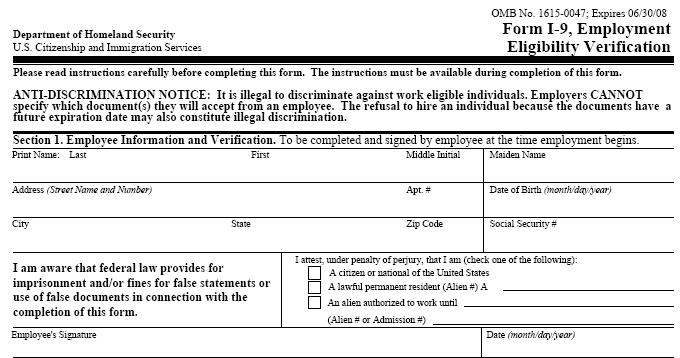 OMB No. 1615-0047; Expires 06/30/08
Department of Homeland Security
U.S. Citizenship and Immigration Services
Form I-9, Employment
Eligibility Verification
Please read instructions carefully before completing this form. The instructions must be available during completion of this form.
ANTI-DISCRIMINATION NOTICE: It is illegal to discriminate against work eligible individuals. Employers CANNOT
specify which document(s) they will accept from an employee. The refusal to hire an individual because the documents have a
future expiration date may also constitute illegal discrimination.
Section 1. Employee Information and Verification. To be completed and signed by employee at the time employment begins.
Print Name: Last First Middle Initial Maiden Name
Address (Street Name and Number) Apt. # Date of Birth (month/day/year)
City State Zip Code Social Security #
I am aware that federal law provides for
imprisonment and/or fines for false statements or
use of false documents in connection with the
completion of this form.
I attest, under penalty of perjury, that I am (check one of the following):
A citizen or national of the United States
A lawful permanent resident (Alien #) A
An alien authorized to work until
(Alien # or Admission #)
Employee's Signature Date (month/day/year)